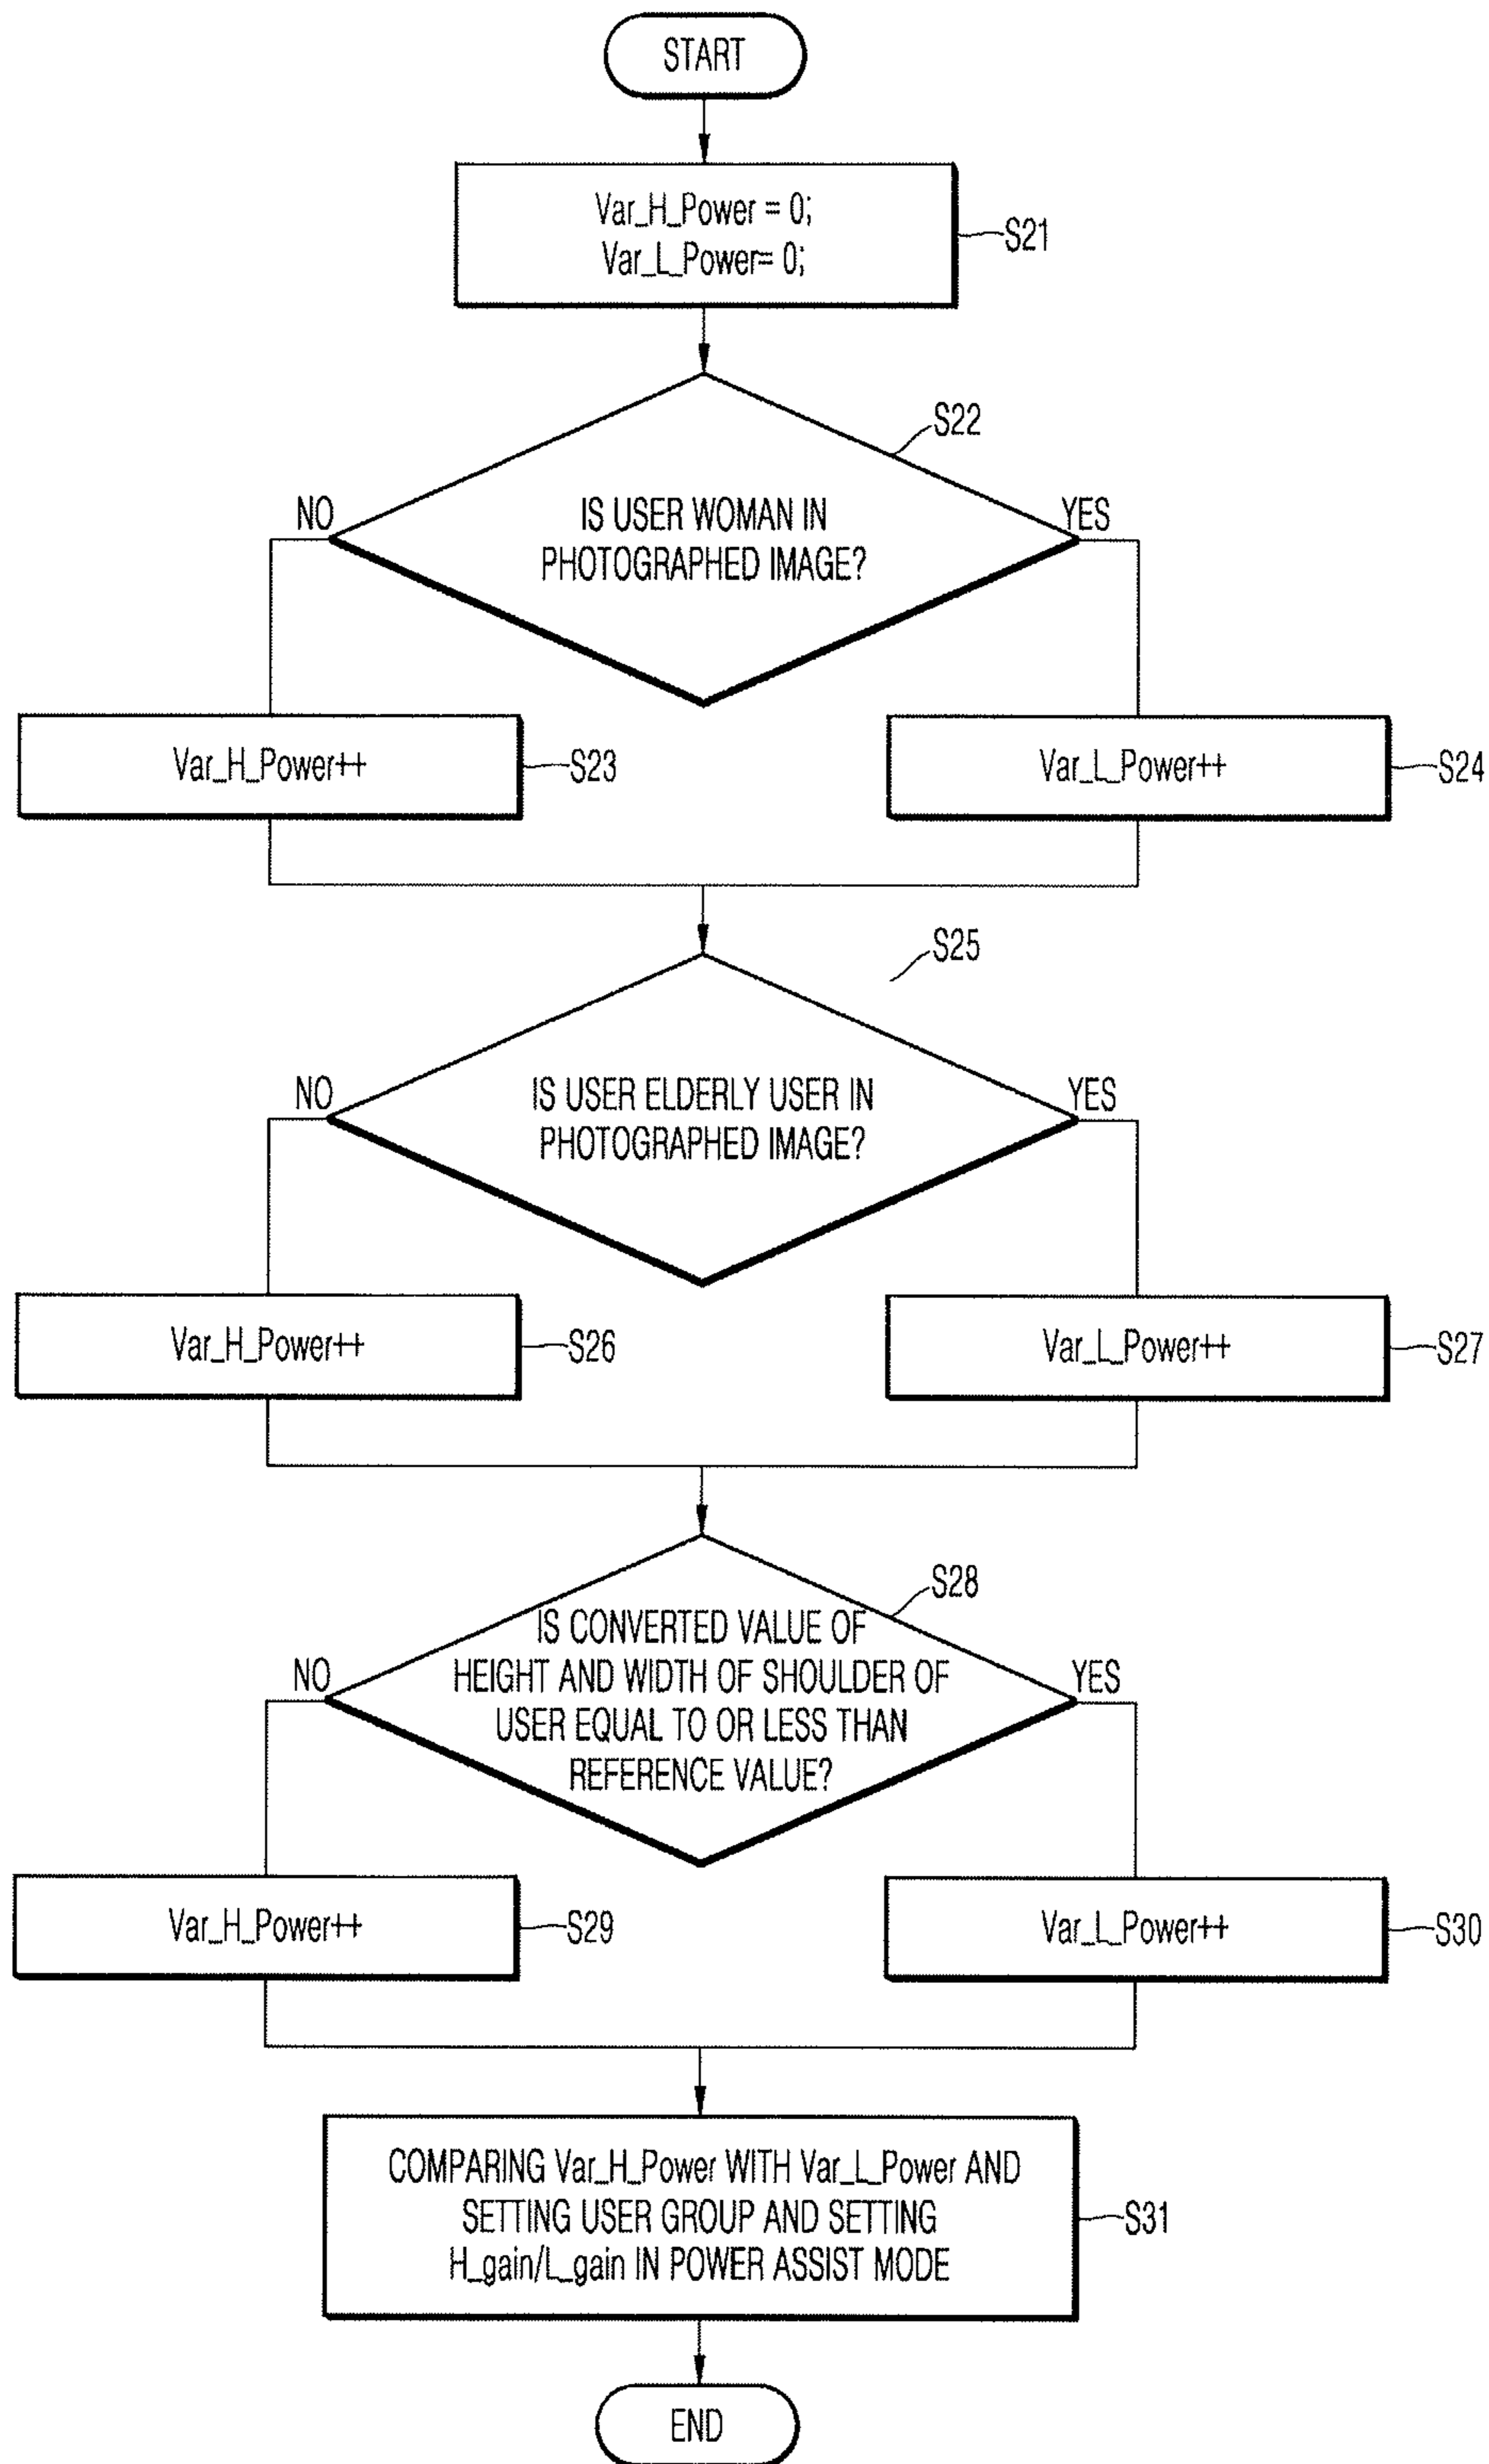 START
Var_H_Power = 0;
Var_L_Power= 0;
S21
S22
NO
IS USER WOMAN IN
PHOTOGRAPHED IMAGE?
YES
Var_H_Power++
S23
Var_L_Power++
S24
S25
NO
IS USER ELDERLY USER IN
PHOTOGRAPHED IMAGE?
YES
Var_H_Power++
S26
Var_L_Power++
S27
S28
NO
IS CONVERTED VALUE OF
HEIGHT AND WIDTH OF SHOULDER OF
USER EQUAL TO OR LESS THAN
REFERENCE VALUE?
YES
Var_H_Power++
S29
Var_L_Power++
S30
COMPARING Var_H_Power WITH Var_L_Power AND
SETTING USER GROUP AND SETTING
H_gain/L_gain IN POWER ASSIST MODE
S31
END